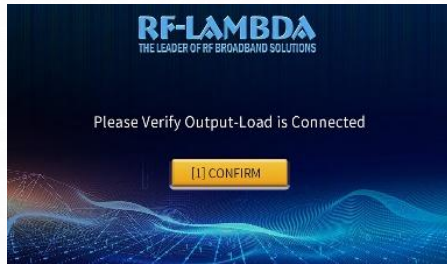 RF-LAMBDA
THE LEADER OF RF BROADBAND SOLUTIONS
Please Verify Output-Load is Connected
[1] CONFIRM